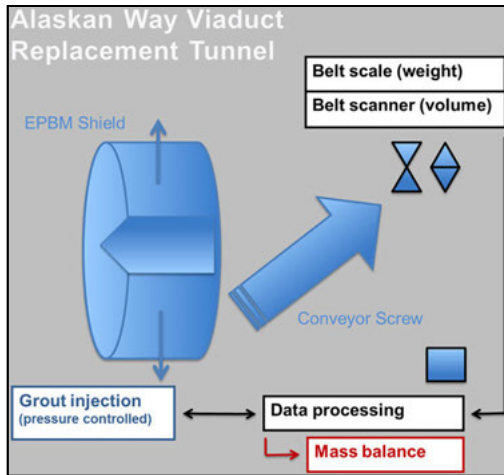 Alaskan Way Viaduct
Replacement Tunnel
Belt scale (weight)
Belt scanner (volume)
EPBM Shield
Conveyor Screw
Grout injection
(pressure controlled)
Data processing
Mass balance